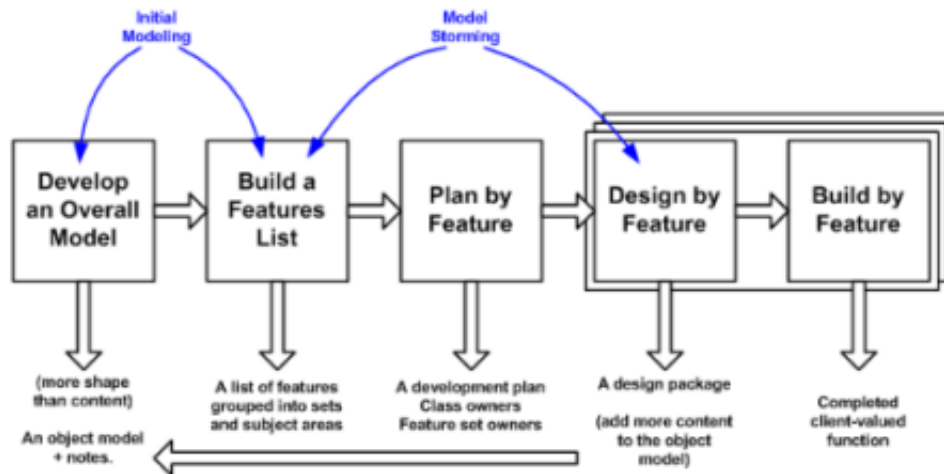 Initial
Modeling
Model
Storming
Develop
an Overall
Model
Build a
Features
List
Plan by
Feature
Design by
Feature
Build by
Feature
(more shape
than content)
An object model
+ notes.
A list of features
grouped into sets
and subject areas
A development plan
Class owners
Feature set owners
A design package
(add more content
to the object
model)
Completed
client-valued
function